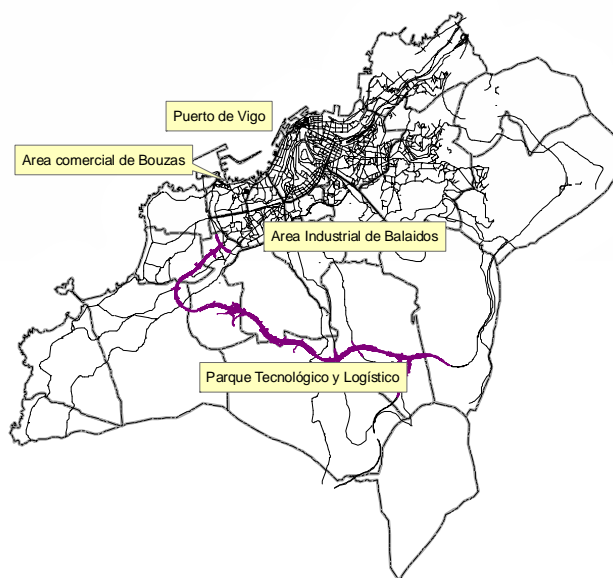 Puerto de Vigo
Area comercial de Bouzas
Area Industrial de Balaidos
Parque Tecnológico y Logístico